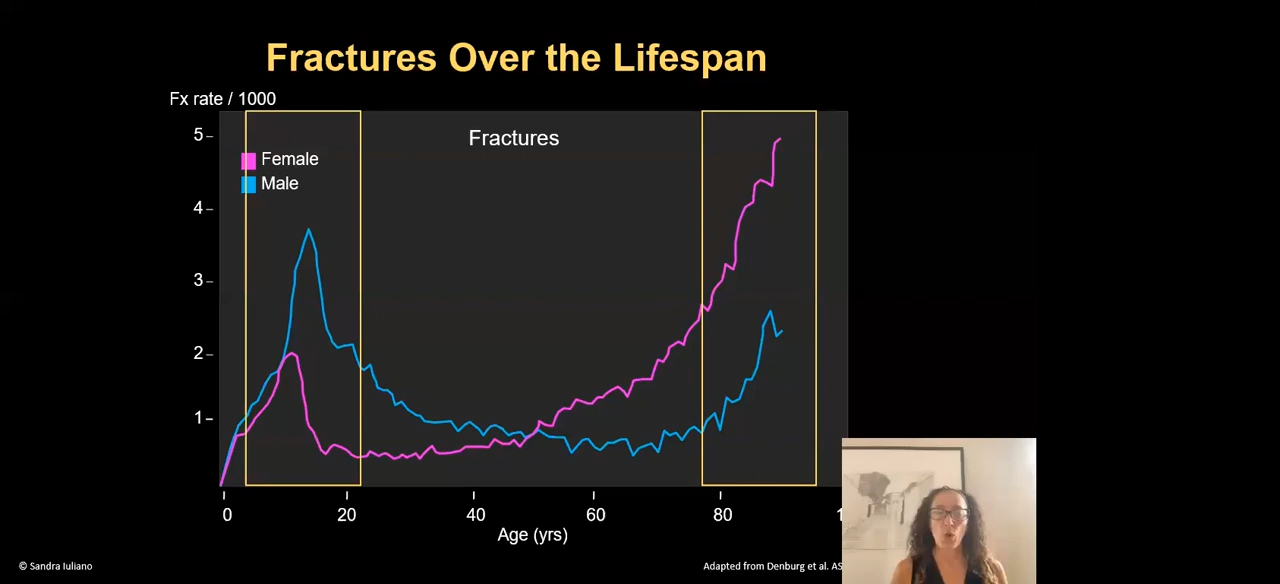 Fractures Over the Lifespan
Fx rate / 1000
Fractures
Female
Male
5
4
3
2
1
0 20 40 60 80
Age (yrs)
© Sandra Iuliano
Adapted from Denburg et al.